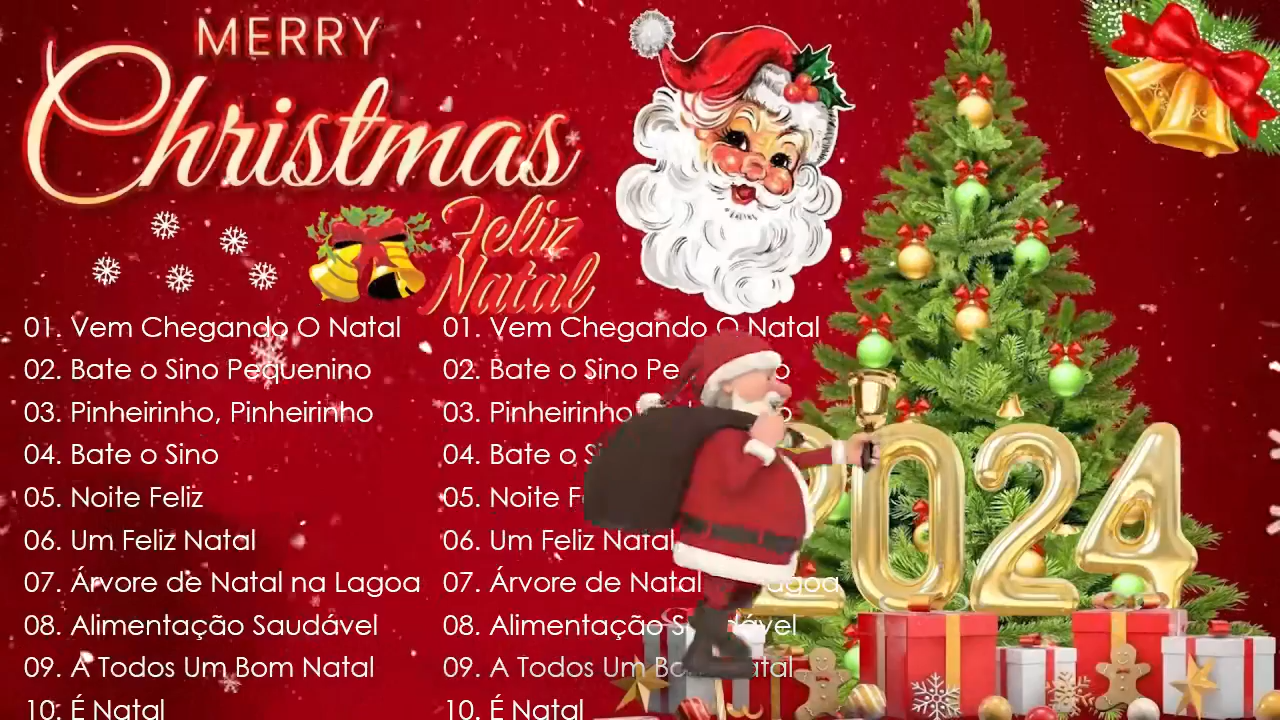 MERRY
Christmas
Feliz
Natal
01. Vem Chegando O Natal
02. Bate o Sino Pequenino
03. Pinheirinho, Pinheirinho
04. Bate o Sino
05. Noite Feliz
06. Um Feliz Natal
07. Árvore de Natal na Lagoa
08. Alimentação Saudável
09. A Todos Um Bom Natal
10. É Natal
01. Vem Chegando O Natal
02. Bate o Sino
03. Pinheirinho
04. Bate o
05. Noite
06. Um Feliz Natal
07. Árvore de Natal Lagoa
08. Alimentação
09. A Todos Um Natal
10. É Natal
2024